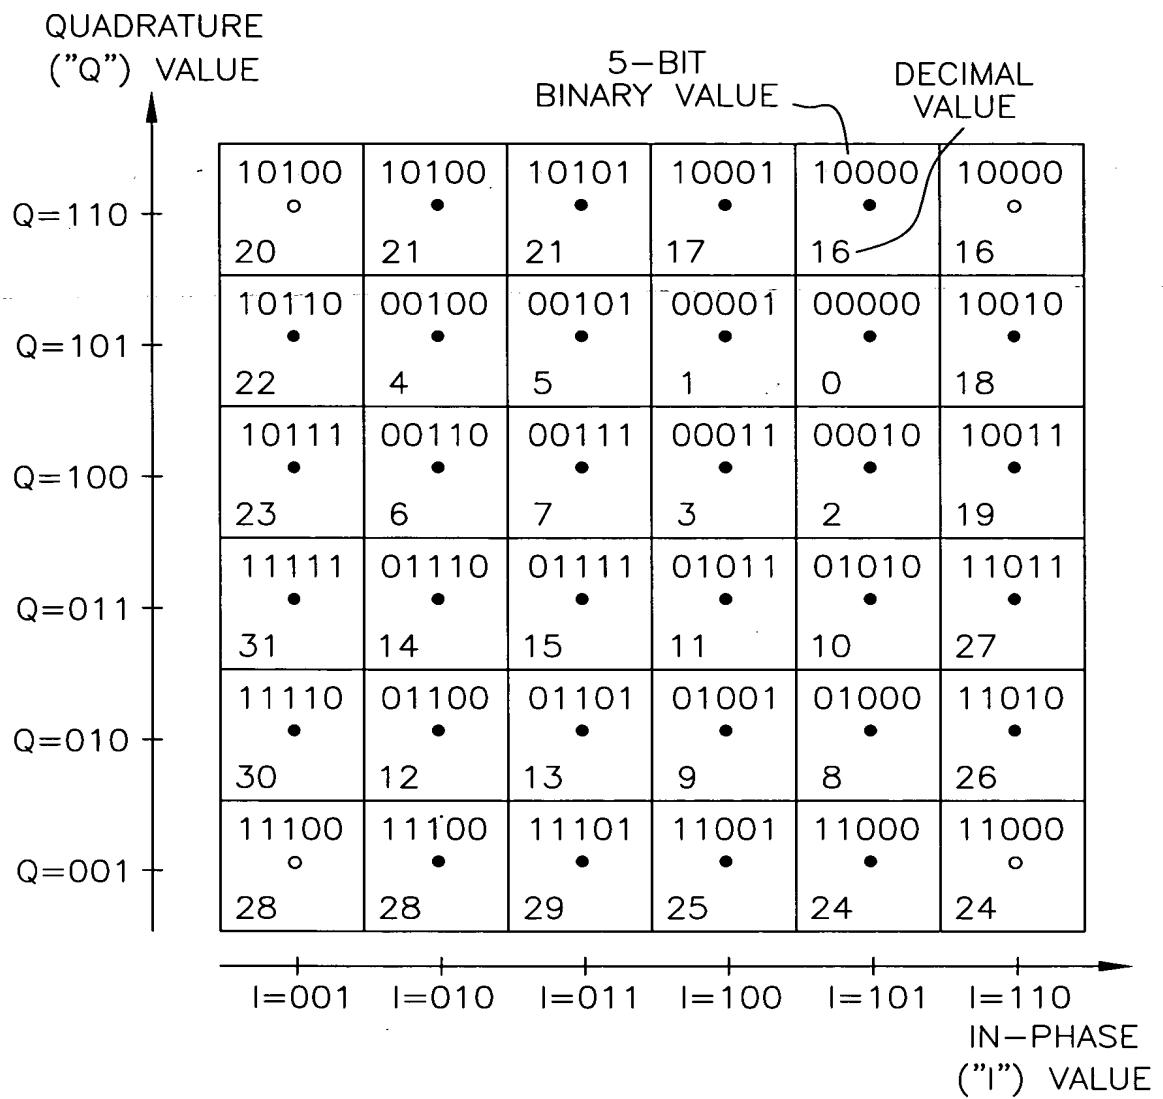 QUADRATURE
("Q") VALUE
5-BIT
BINARY VALUE
DECIMAL
VALUE
10100 10100 10101 10001 10000 10000
Q=110
20 21 21 17 16 16
10110 00100 00101 00001 00000 10010
Q=101
22 4 5 1 0 18
10111 00110 00111 00011 00010 10011
Q=100
23 6 7 3 2 19
11111 01110 01111 01011 01010 11011
Q=011
31 14 15 11 10 27
11110 01100 01101 01001 01000 11010
Q=010
30 12 13 9 8 26
11100 11100 11101 11001 11000 11000
Q=001
28 28 29 25 24 24
I=001 I=010 I=011 I=100 I=101 I=110
IN-PHASE
("I") VALUE